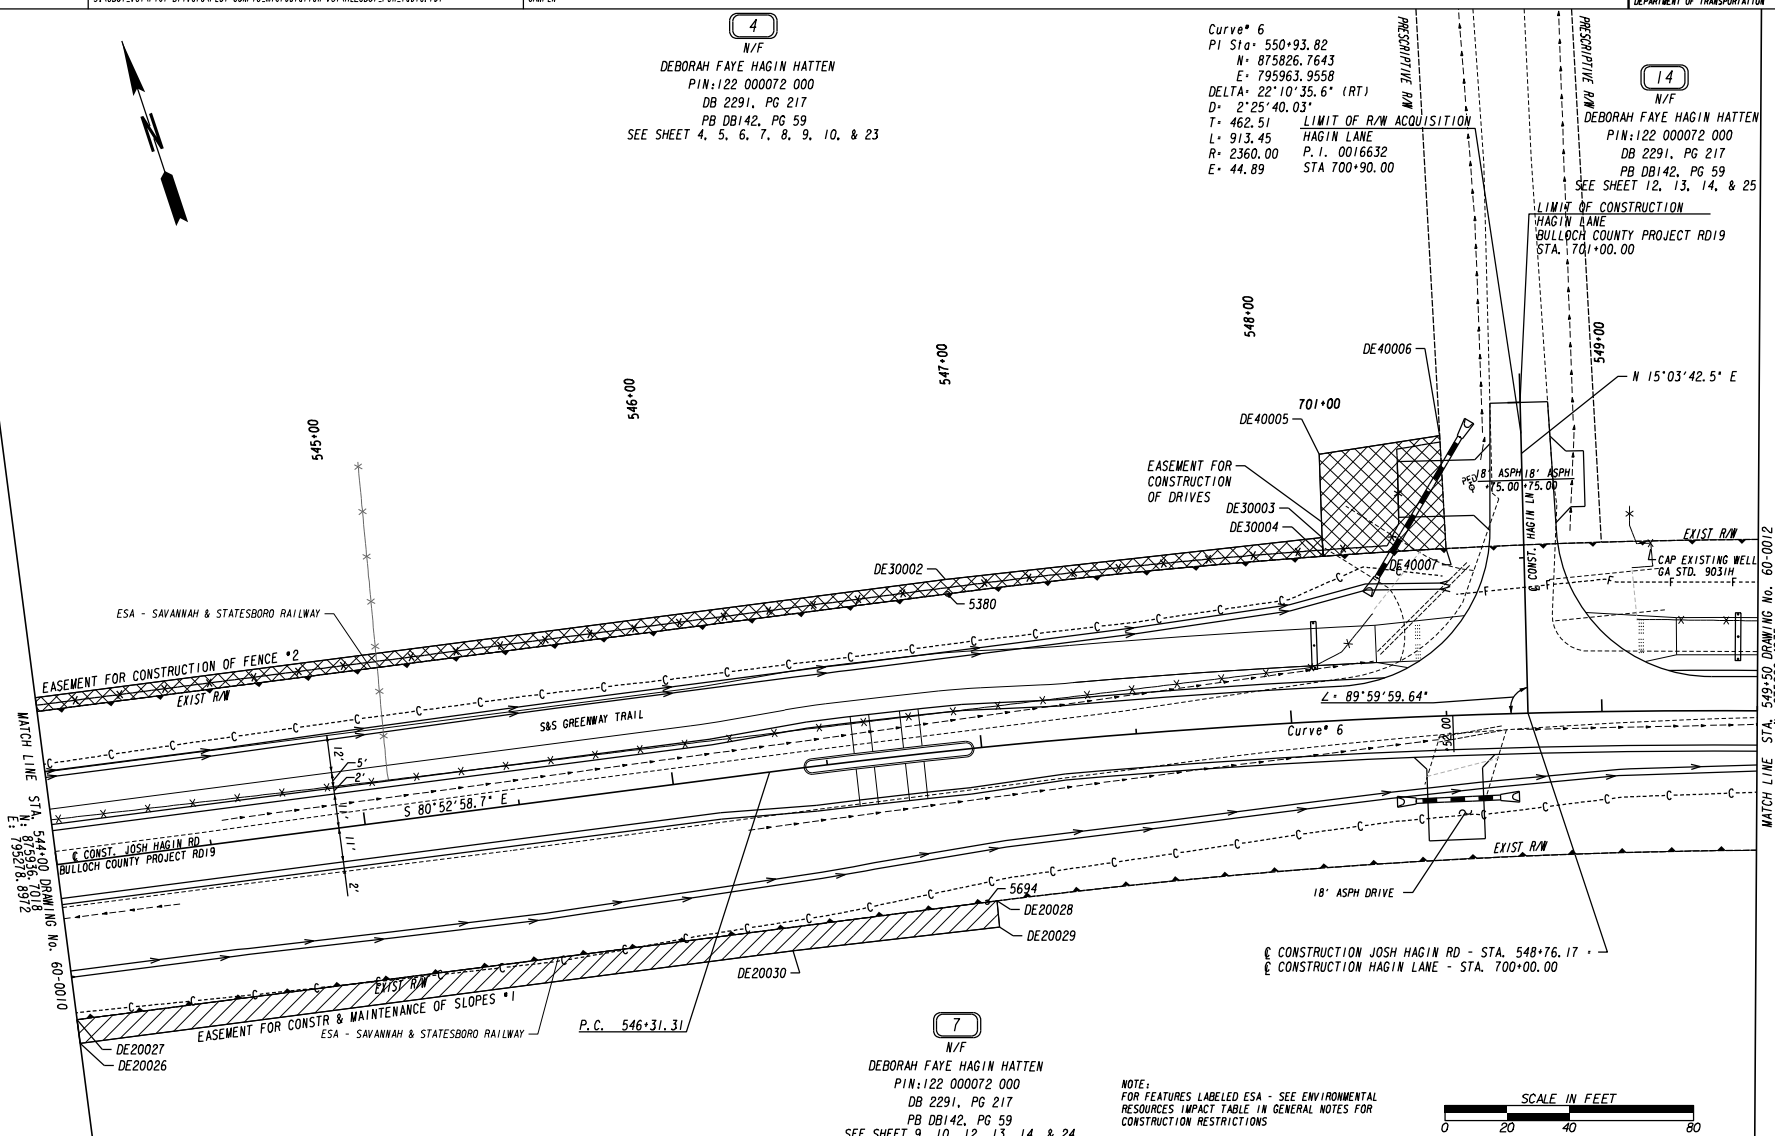 DEPARTMENT OF TRANSPORTATION
4
N/F
DEBORAH FAYE HAGIN HATTEN
PIN:122 000072 000
DB 2291, PG 217
PB DB142, PG 59
SEE SHEET 4, 5, 6, 7, 8, 9, 10, & 23
Curve# 6
PI Sta= 550+93.82
N= 875826.7643
E= 795963.9558
DELTA= 22°10'35.6" (RT)
D= 2°25'40.03"
T= 462.51
L= 913.45
R= 2360.00
E= 44.89
LIMIT OF R/W ACQUISITION
HAGIN LANE
P.I. 0016632
STA 700+90.00
PRESCRIPTIVE R/W
PRESCRIPTIVE R/W
14
N/F
DEBORAH FAYE HAGIN HATTEN
PIN:122 000072 000
DB 2291, PG 217
PB DB142, PG 59
SEE SHEET 12, 13, 14, & 25
LIMIT OF CONSTRUCTION
HAGIN LANE
BULLOCH COUNTY PROJECT RD19
STA. 701+00.00
N
545+00
546+00
547+00
548+00
549+00
DE40006
N 15°03'42.5" E
701+00
DE40005
EASEMENT FOR
CONSTRUCTION
OF DRIVES
DE30003
DE30004
18' ASPH
18' ASPH
+75.00
+75.00
℄ CONST. HAGIN LN
EXIST R/W
CAP EXISTING WELL
GA STD. 9031H
DE40007
DE30002
5380
ESA - SAVANNAH & STATESBORO RAILWAY
EASEMENT FOR CONSTRUCTION OF FENCE #2
EXIST R/W
S&S GREENWAY TRAIL
∠= 89°59'59.64"
Curve# 6
52.00
12'
5'
2'
S 80°52'58.7" E
℄ CONST. JOSH HAGIN RD
BULLOCH COUNTY PROJECT RD19
11'
2'
MATCH LINE STA. 544+00 DRAWING No. 60-0010
N: 875936.7018
E: 795278.8972
MATCH LINE STA. 549+50 DRAWING No. 60-0012
EXIST R/W
18' ASPH DRIVE
5694
DE20028
DE20029
DE20030
EXIST R/W
EASEMENT FOR CONSTR & MAINTENANCE OF SLOPES #1
ESA - SAVANNAH & STATESBORO RAILWAY
P.C. 546+31.31
DE20027
DE20026
℄ CONSTRUCTION JOSH HAGIN RD - STA. 548+76.17 =
℄ CONSTRUCTION HAGIN LANE - STA. 700+00.00
7
N/F
DEBORAH FAYE HAGIN HATTEN
PIN:122 000072 000
DB 2291, PG 217
PB DB142, PG 59
SEE SHEET 9, 10, 12, 13, 14, & 24
NOTE:
FOR FEATURES LABELED ESA - SEE ENVIRONMENTAL
RESOURCES IMPACT TABLE IN GENERAL NOTES FOR
CONSTRUCTION RESTRICTIONS
SCALE IN FEET
0 20 40 80